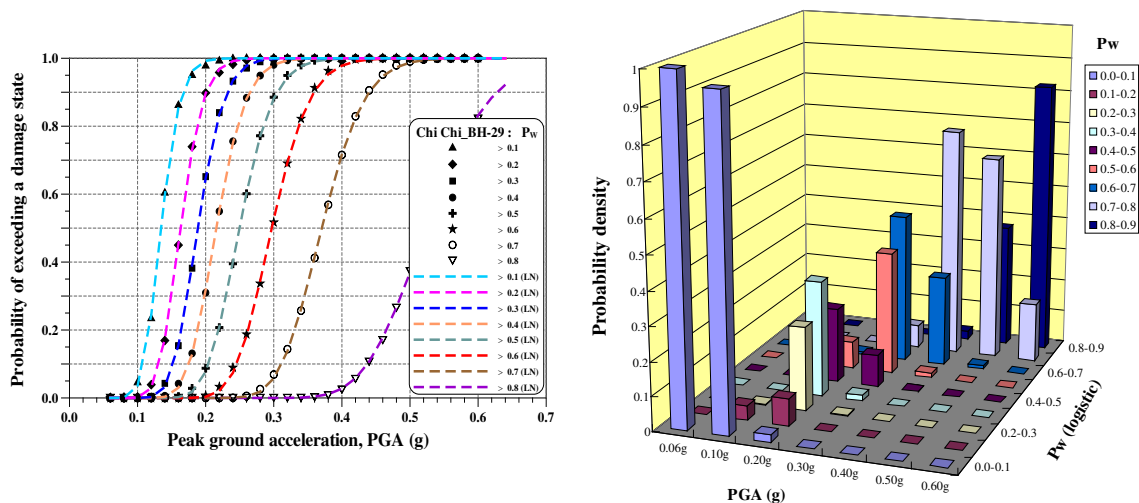 Probability of exceeding a damage state
1.0
0.8
0.6
0.4
0.2
0.0
0.0 0.1 0.2 0.3 0.4 0.5 0.6 0.7
Peak ground acceleration, PGA (g)
Chi Chi_BH-29 : PW
> 0.1
> 0.2
> 0.3
> 0.4
> 0.5
> 0.6
> 0.7
> 0.8
> 0.1 (LN)
> 0.2 (LN)
> 0.3 (LN)
> 0.4 (LN)
> 0.5 (LN)
> 0.6 (LN)
> 0.7 (LN)
> 0.8 (LN)
Probability density
1
0.9
0.8
0.7
0.6
0.5
0.4
0.3
0.2
0.1
0
0.06g 0.10g 0.20g 0.30g 0.40g 0.50g 0.60g
PGA (g)
0.8-0.9
0.6-0.7
0.4-0.5
0.2-0.3
0.0-0.1
Pw (logistic)
Pw
0.0-0.1
0.1-0.2
0.2-0.3
0.3-0.4
0.4-0.5
0.5-0.6
0.6-0.7
0.7-0.8
0.8-0.9